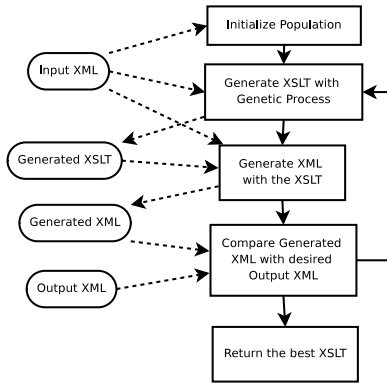 Initialize Population
Input XML
Generate XSLT with
Genetic Process
Generated XSLT
Generate XML
with the XSLT
Generated XML
Compare Generated
XML with desired
Output XML
Output XML
Return the best XSLT